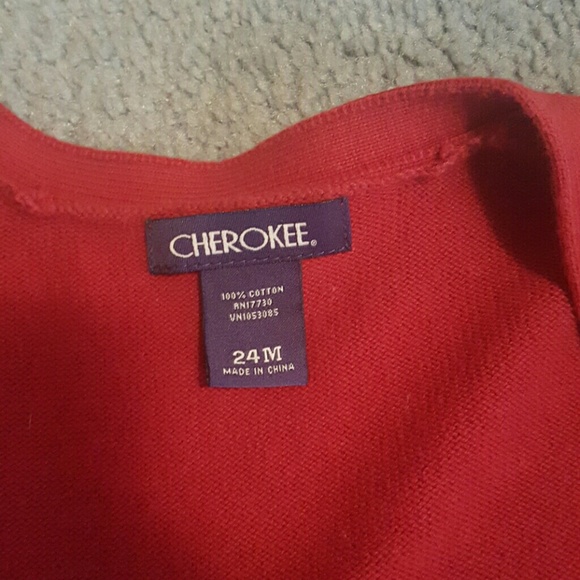 CHEROKEE®
100% COTTON
RN17730
VN1053085
24M
MADE IN CHINA